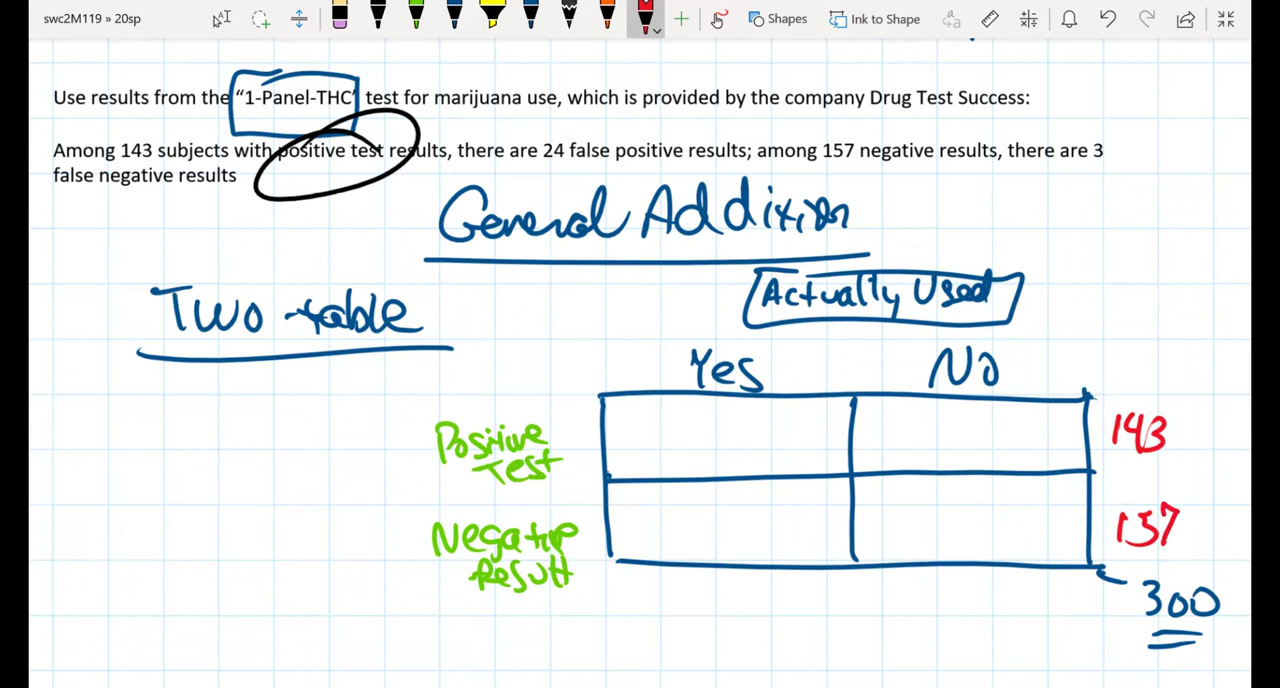 swc2M119 » 20sp
Shapes
Ink to Shape
Use results from the “1-Panel-THC” test for marijuana use, which is provided by the company Drug Test Success:
Among 143 subjects with positive test results, there are 24 false positive results; among 157 negative results, there are 3
false negative results
General Addition
Two-table
Actually Used
Yes No
Positive
Test
143
Negative
Result
157
300